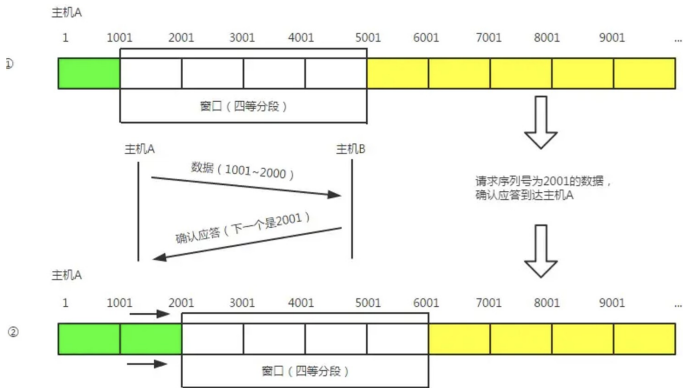 主机A
1 1001 2001 3001 4001 5001 6001 7001 8001 9001 ...
①
窗口（四等分段）
主机A 主机B
数据（1001~2000）
请求序列号为2001的数据，
确认应答到达主机A
确认应答（下一个是2001）
主机A
1 1001 2001 3001 4001 5001 6001 7001 8001 9001 ...
②
窗口（四等分段）